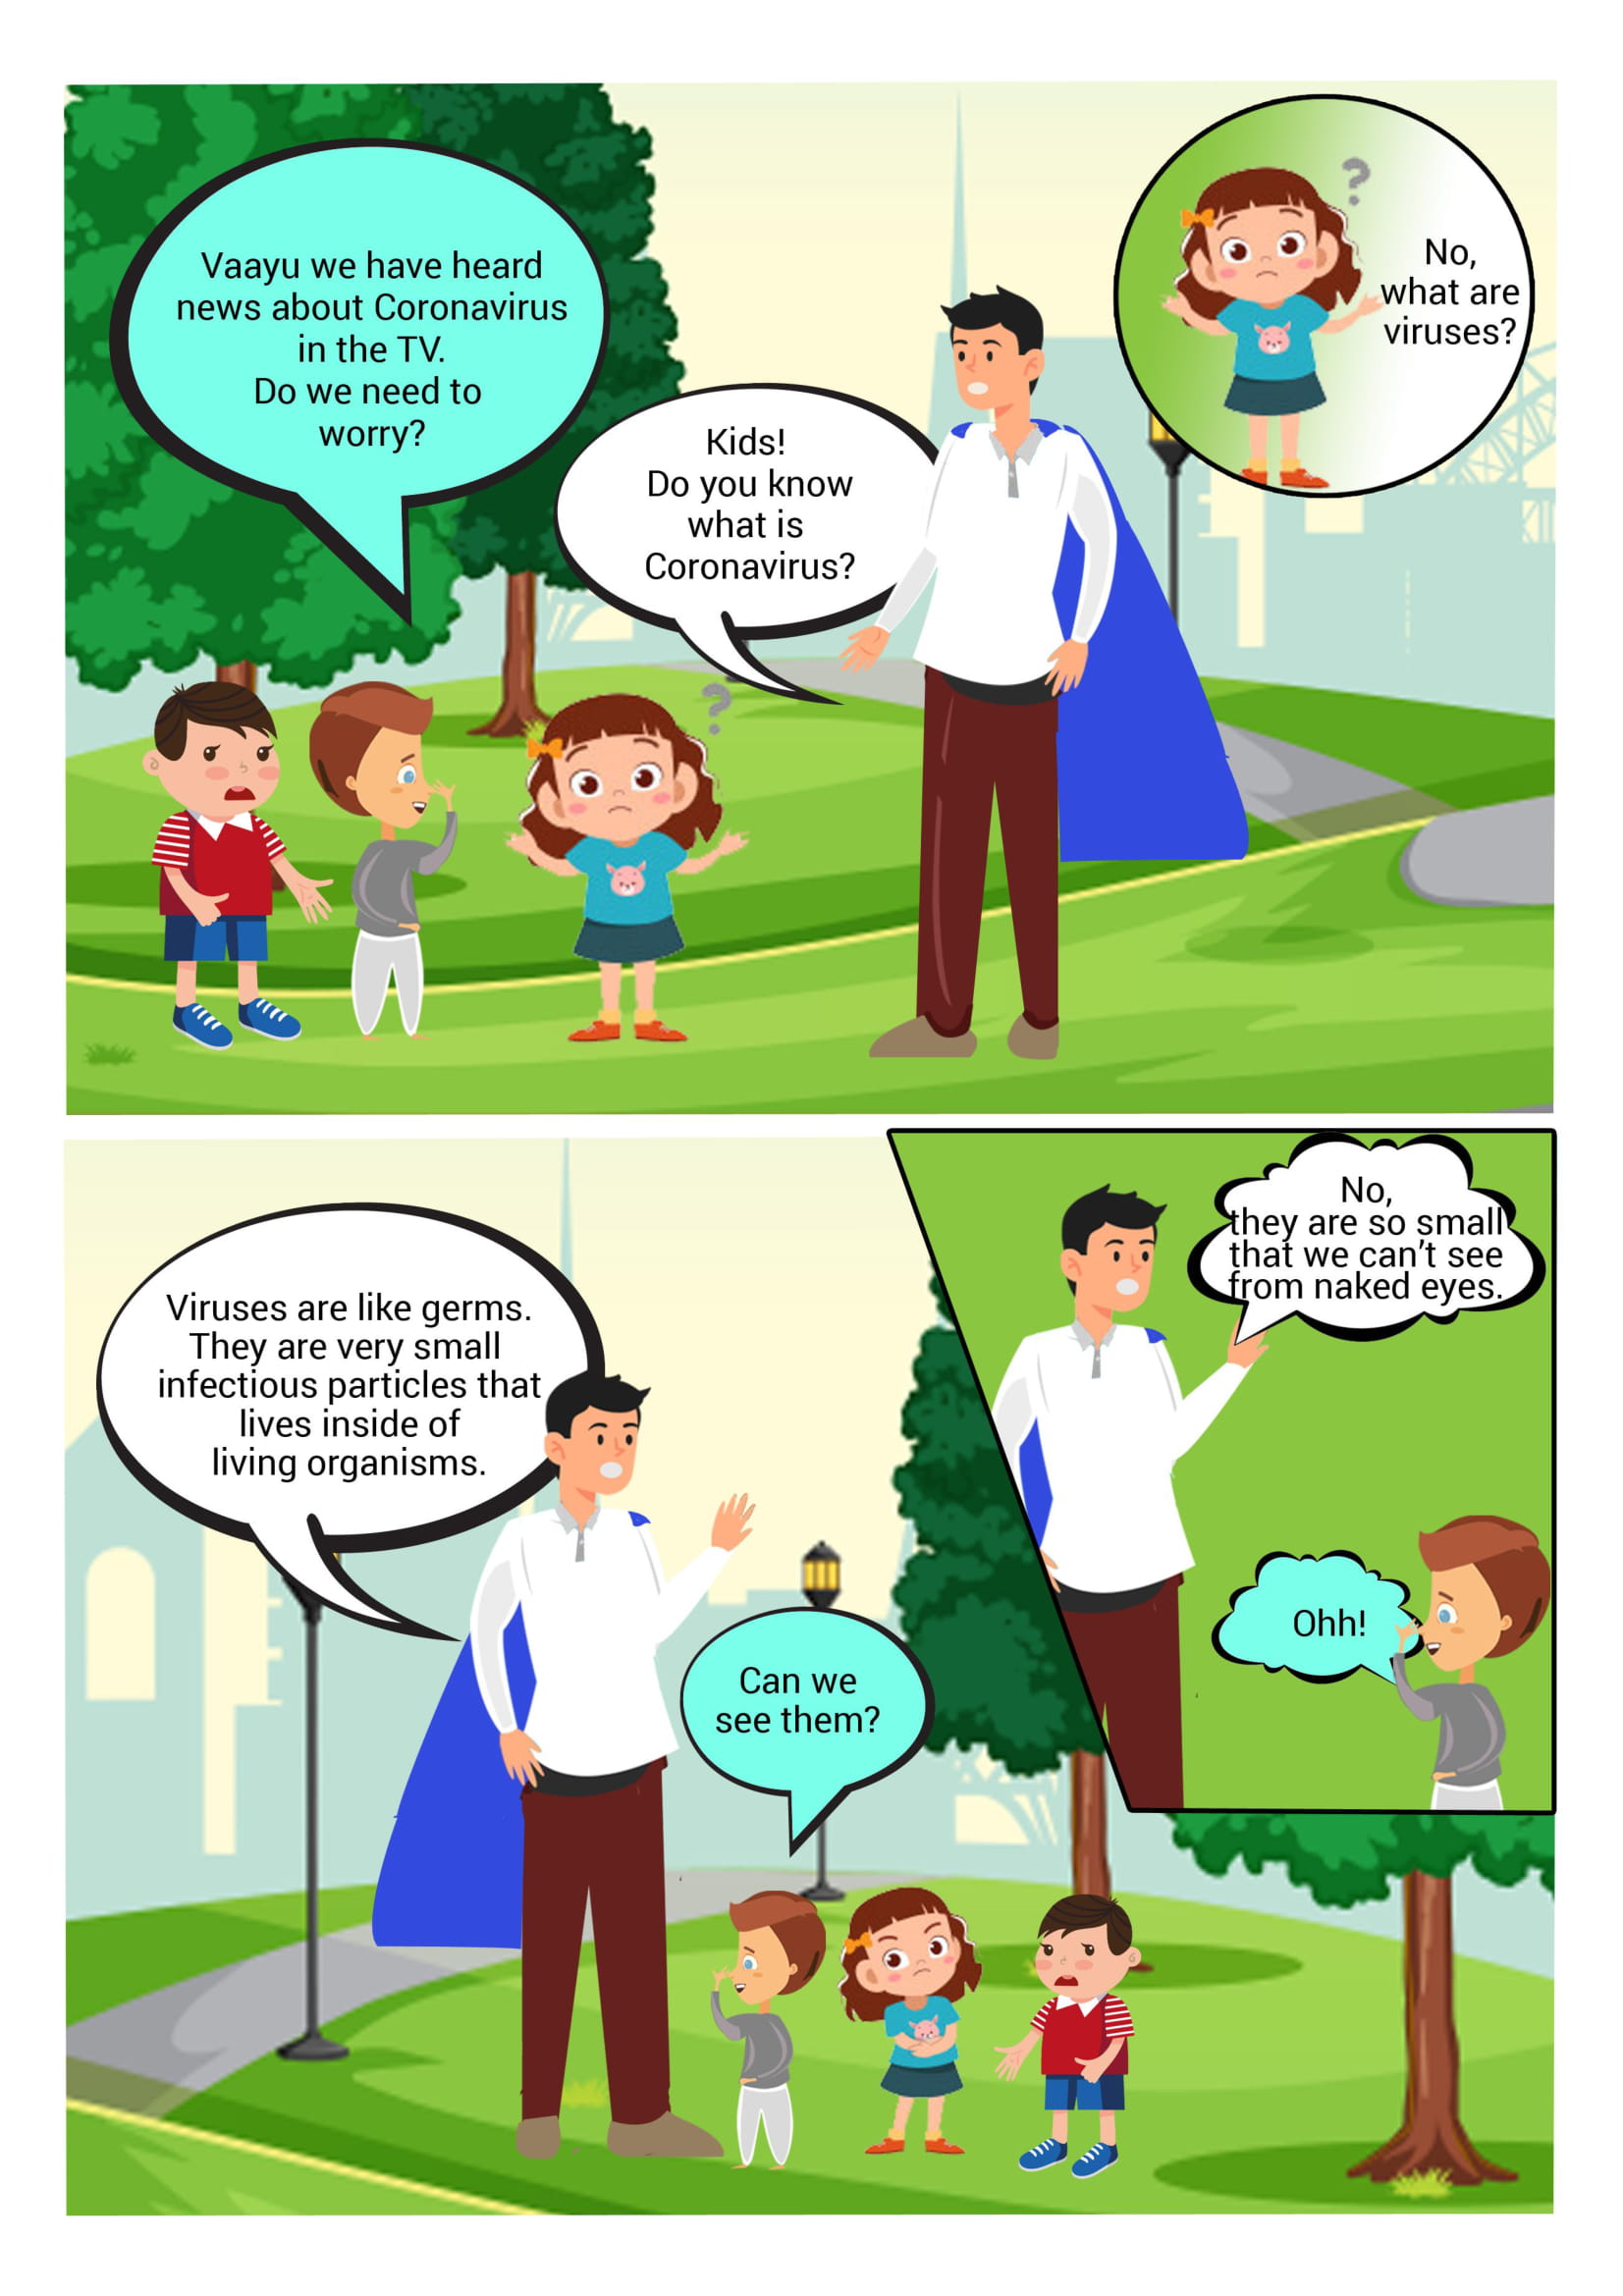 Vaayu we have heard
news about Coronavirus
in the TV.
Do we need to
worry?
Kids!
Do you know
what is
Coronavirus?
?
No,
what are
viruses?
?
Viruses are like germs.
They are very small
infectious particles that
lives inside of
living organisms.
Can we
see them?
No,
they are so small
that we can't see
from naked eyes.
Ohh!